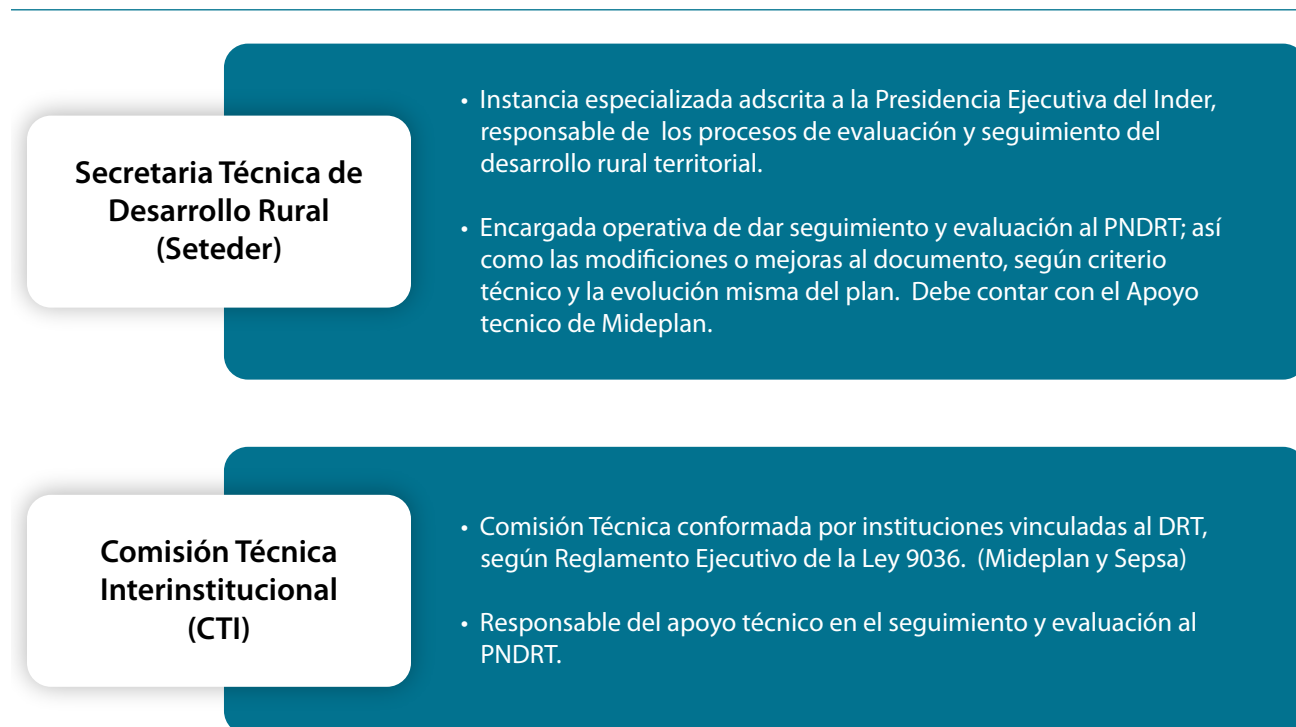 Secretaria Técnica de
Desarrollo Rural
(Seteder)
• Instancia especializada adscrita a la Presidencia Ejecutiva del Inder,
responsable de  los procesos de evaluación y seguimiento del
desarrollo rural territorial.
• Encargada operativa de dar seguimiento y evaluación al PNDRT; así
como las modificiones o mejoras al documento, según criterio
técnico y la evolución misma del plan.  Debe contar con el Apoyo
tecnico de Mideplan.
Comisión Técnica
Interinstitucional
(CTI)
• Comisión Técnica conformada por instituciones vinculadas al DRT,
según Reglamento Ejecutivo de la Ley 9036.  (Mideplan y Sepsa)
• Responsable del apoyo técnico en el seguimiento y evaluación al
PNDRT.